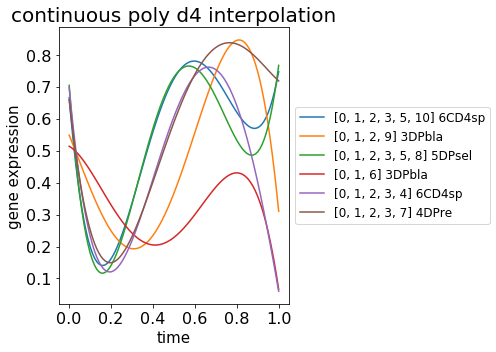 continuous poly d4 interpolation
gene expression
0.8
0.7
0.6
0.5
0.4
0.3
0.2
0.1
0.0 0.2 0.4 0.6 0.8 1.0
time
[0, 1, 2, 3, 5, 10] 6CD4sp
[0, 1, 2, 9] 3DPbla
[0, 1, 2, 3, 5, 8] 5DPsel
[0, 1, 6] 3DPbla
[0, 1, 2, 3, 4] 6CD4sp
[0, 1, 2, 3, 7] 4DPre